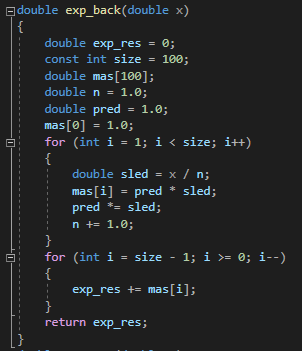 double exp_back(double x)
{
    double exp_res = 0;
    const int size = 100;
    double mas[100];
    double n = 1.0;
    double pred = 1.0;
    mas[0] = 1.0;
    for (int i = 1; i < size; i++)
    {
        double sled = x / n;
        mas[i] = pred * sled;
        pred *= sled;
        n += 1.0;
    }
    for (int i = size - 1; i >= 0; i--)
    {
        exp_res += mas[i];
    }
    return exp_res;
}